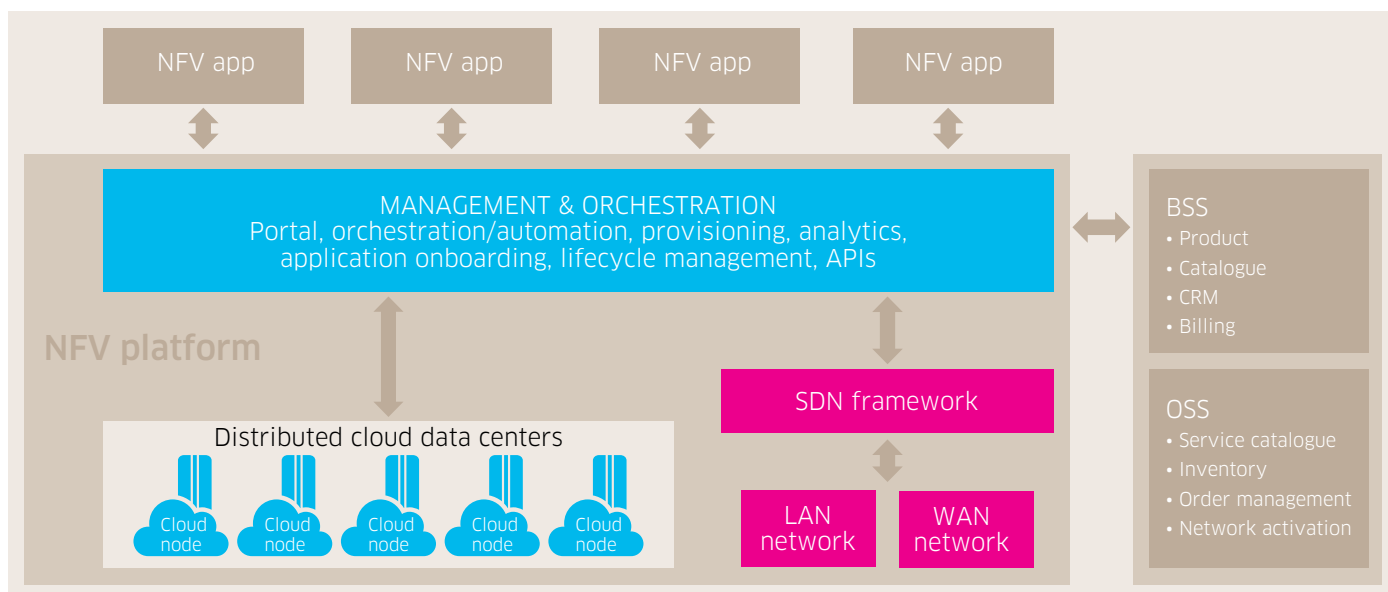 NFV app
NFV app
NFV app
NFV app
MANAGEMENT & ORCHESTRATION
Portal, orchestration/automation, provisioning, analytics,
application onboarding, lifecycle management, APIs
NFV platform
SDN framework
Distributed cloud data centers
Cloud
node
Cloud
node
Cloud
node
Cloud
node
Cloud
node
LAN
network
WAN
network
BSS
• Product
• Catalogue
• CRM
• Billing
OSS
• Service catalogue
• Inventory
• Order management
• Network activation